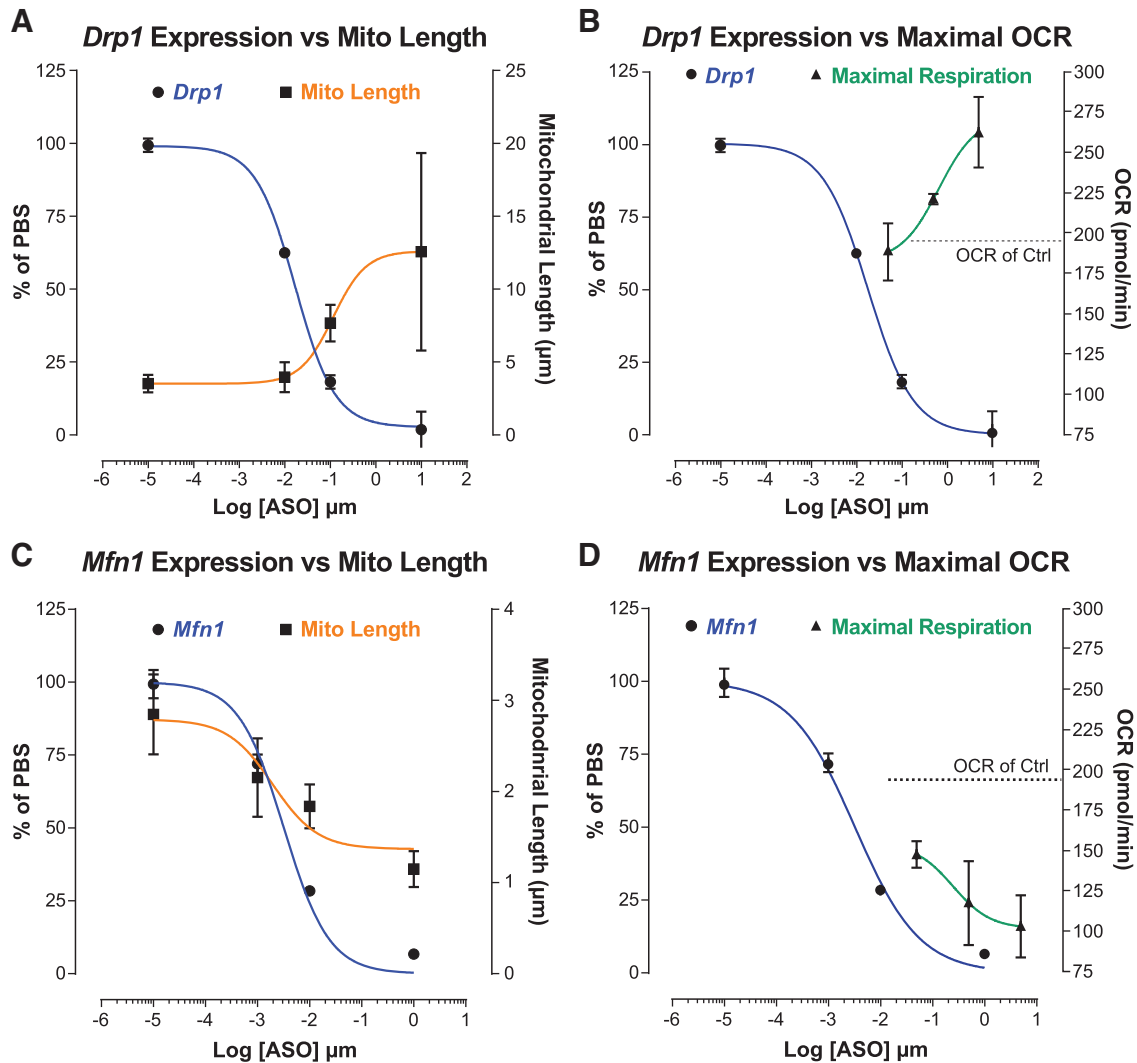 A
Drp1 Expression vs Mito Length
125
100
75
50
25
0
% of PBS
Drp1
Mito Length
25
20
15
10
5
0
Mitochondrial Length (µm)
-6 -5 -4 -3 -2 -1 0 1 2
Log [ASO] µm
B
Drp1 Expression vs Maximal OCR
125
100
75
50
25
0
% of PBS
Drp1
Maximal Respiration
OCR of Ctrl
300
275
250
225
200
175
150
125
100
75
OCR (pmol/min)
-6 -5 -4 -3 -2 -1 0 1 2
Log [ASO] µm
C
Mfn1 Expression vs Mito Length
125
100
75
50
25
0
% of PBS
Mfn1
Mito Length
4
3
2
1
0
Mitochodnrial Length (µm)
-6 -5 -4 -3 -2 -1 0
Log [ASO] µm
D
Mfn1 Expression vs Maximal OCR
125
100
75
50
25
0
% of PBS
Mfn1
Maximal Respiration
OCR of Ctrl
300
275
250
225
200
175
150
125
100
75
OCR (pmol/min)
-6 -5 -4 -3 -2 -1 0 1
Log [ASO] µm